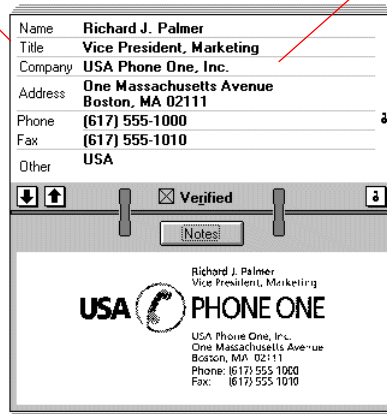 Name Richard J. Palmer
Title Vice President, Marketing
Company USA Phone One, Inc.
Address One Massachusetts Avenue
Boston, MA 02111
Phone (617) 555-1000
Fax (617) 555-1010
Other USA
Verified
Notes
Richard J. Palmer
Vice President, Marketing
USA PHONE ONE
USA Phone One, Inc.
One Massachusetts Avenue
Boston, MA 02111
Phone: (617) 555 1000
Fax: (617) 555 1010